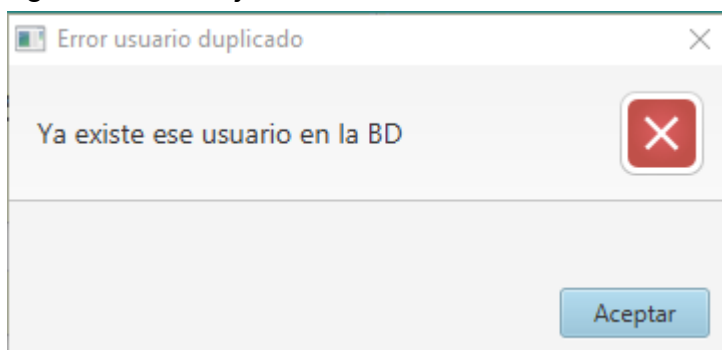 Error usuario duplicado
Ya existe ese usuario en la BD
Aceptar